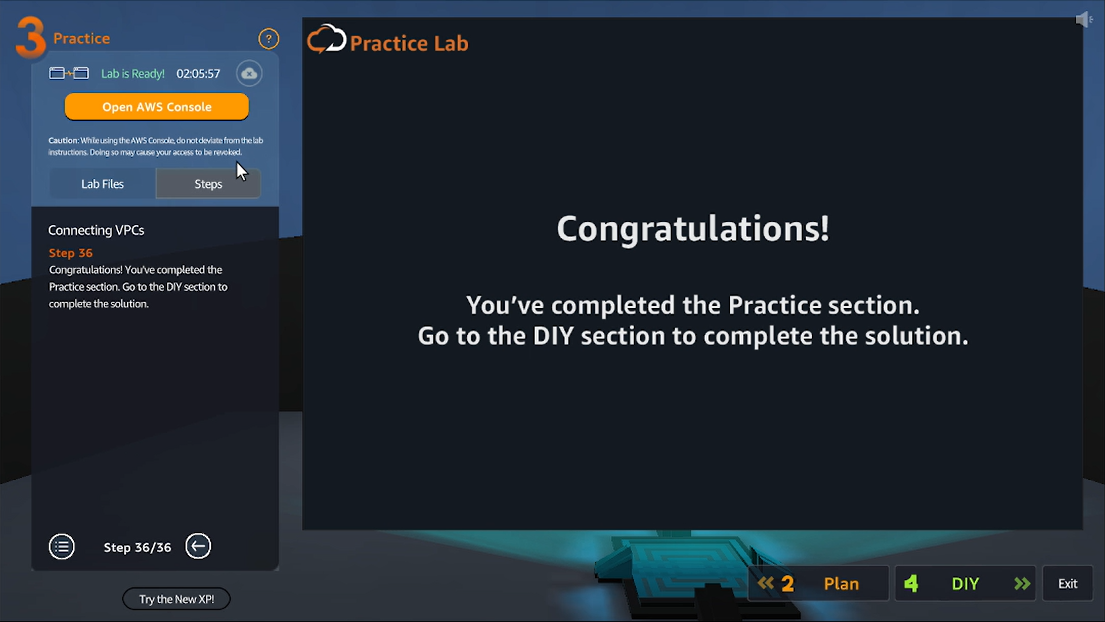 3 Practice
?
Lab is Ready! 02:05:57
Open AWS Console
Caution: While using the AWS Console, do not deviate from the lab
instructions. Doing so may cause your access to be revoked.
Lab Files
Steps
Connecting VPCs
Step 36
Congratulations! You've completed the
Practice section. Go to the DIY section to
complete the solution.
Step 36/36
Try the New XP!
Practice Lab
Congratulations!
You've completed the Practice section.
Go to the DIY section to complete the solution.
2 Plan
4 DIY
Exit